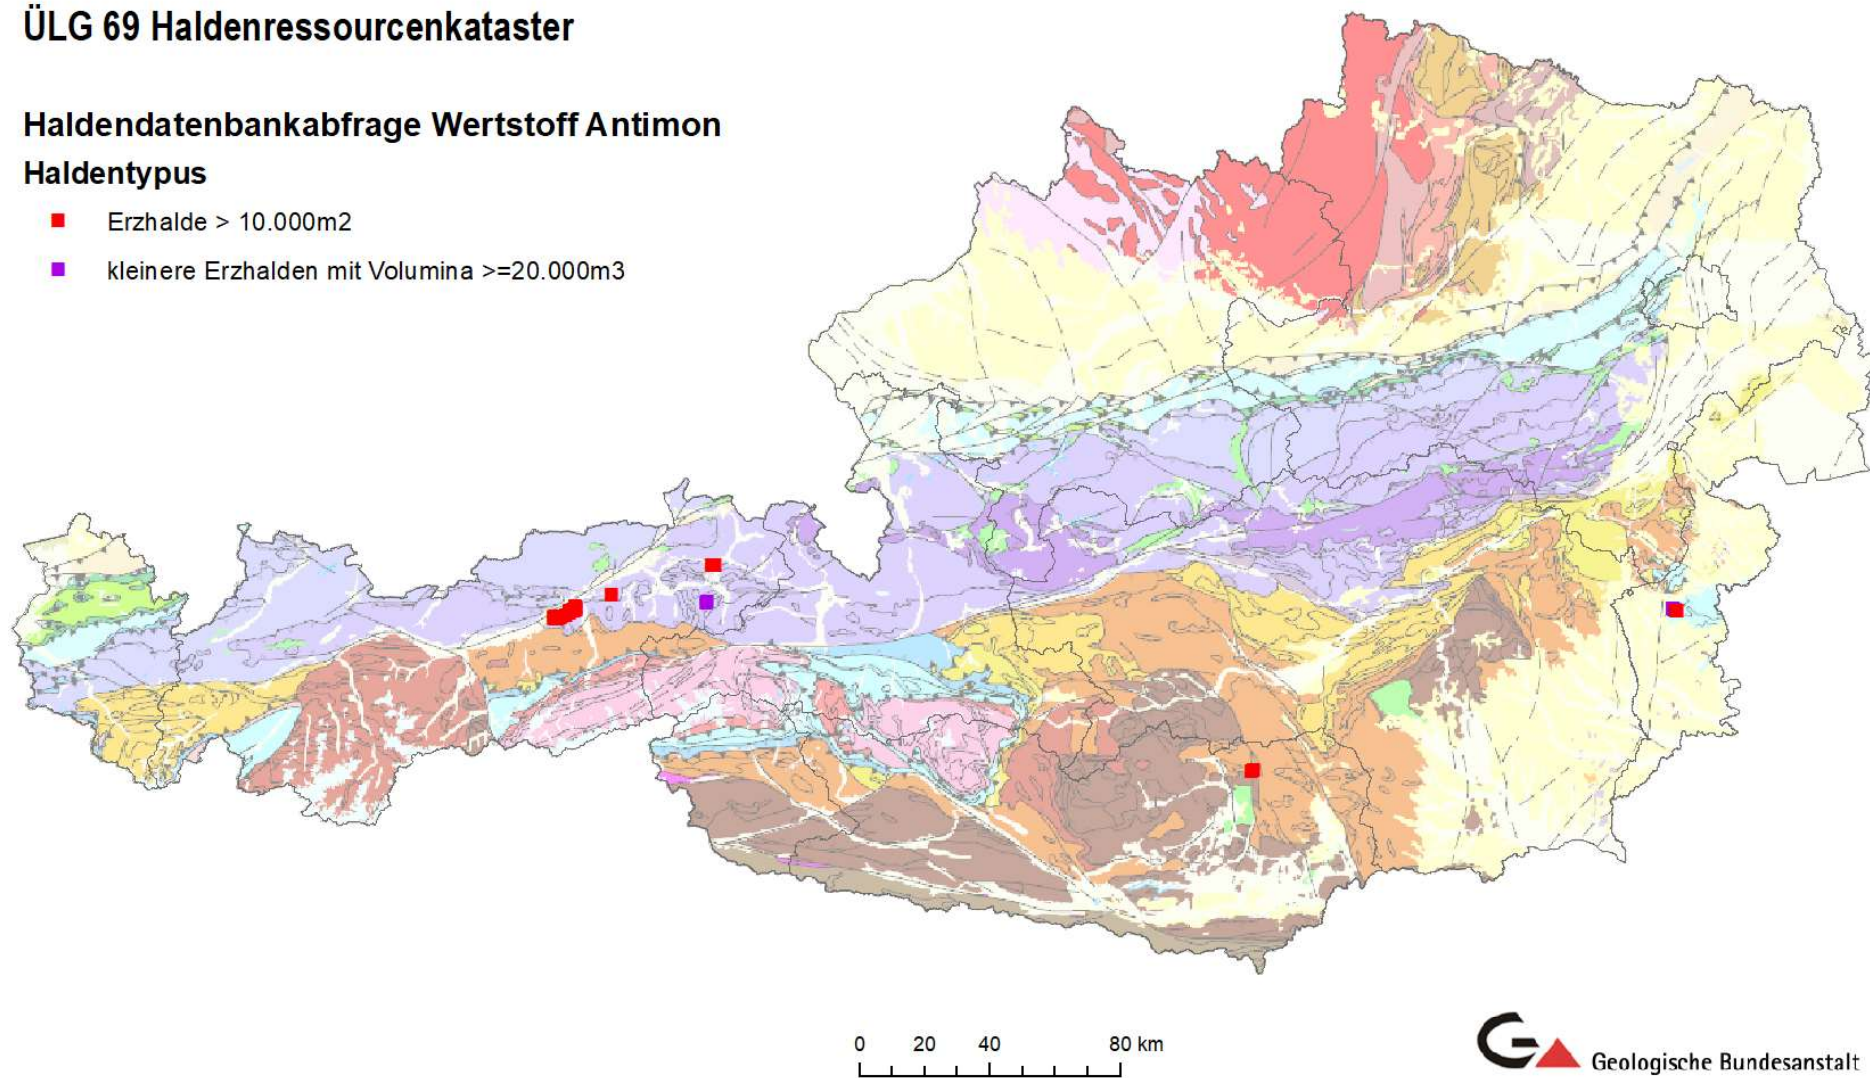 ÜLG 69 Haldenressourcenkataster
Haldendatenbankabfrage Wertstoff Antimon
Haldentypus
Erzhalde > 10.000m2
kleinere Erzhalden mit Volumina >=20.000m3
0 20 40 80 km
Geologische Bundesanstalt